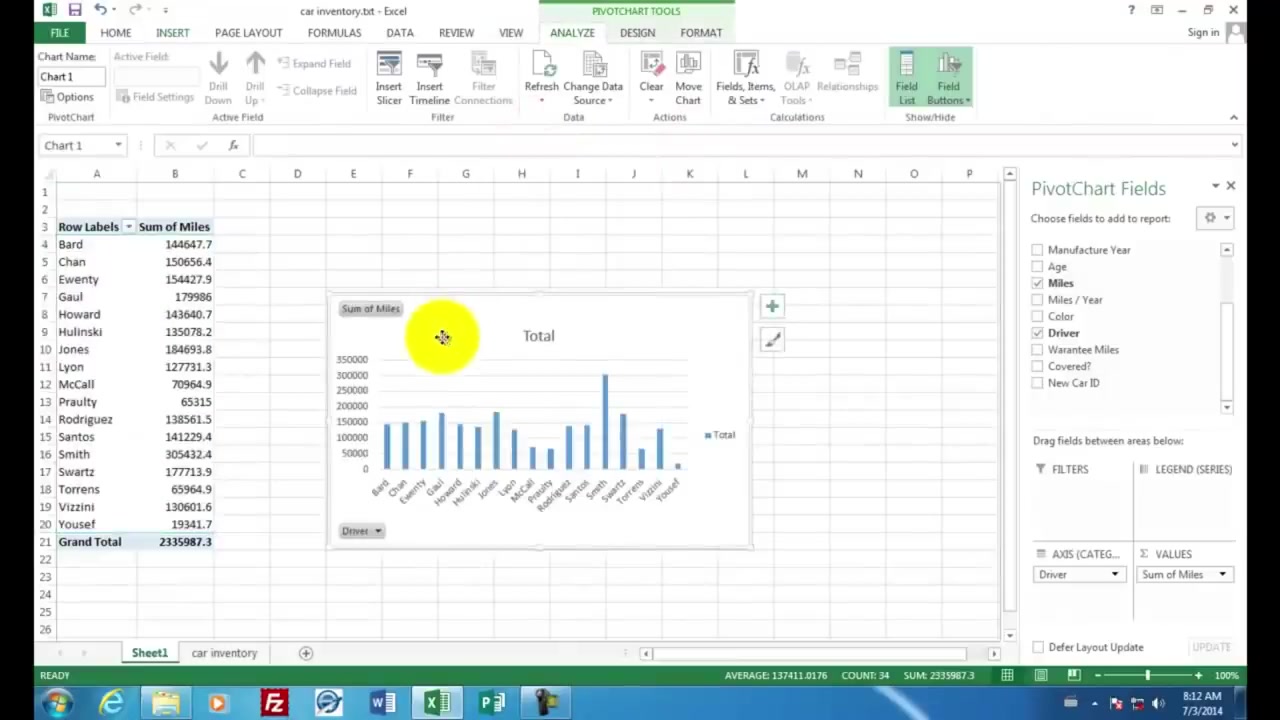 car inventory.txt - Excel
PIVOTCHART TOOLS
?
FILE HOME INSERT PAGE LAYOUT FORMULAS DATA REVIEW VIEW ANALYZE DESIGN FORMAT Sign in
Chart Name:
Chart 1
Options
PivotChart
Active Field:
Field Settings
Drill Down
Drill Up
Expand Field
Collapse Field
Active Field
Insert Slicer
Insert Timeline
Filter Connections
Filter
Refresh
Change Data Source
Data
Clear
Move Chart
Actions
Fields, Items, & Sets
OLAP Tools
Relationships
Calculations
Field List
Field Buttons
Show/Hide
Chart 1 fx
A B C D E F G H I J K L M N O P
1
2
3 Row Labels Sum of Miles
4 Bard 144647.7
5 Chan 150656.4
6 Ewenty 154427.9
7 Gaul 179986
8 Howard 143640.7
9 Hulinski 135078.2
10 Jones 184693.8
11 Lyon 127731.3
12 McCall 70964.9
13 Praulty 65315
14 Rodriguez 138561.5
15 Santos 141229.4
16 Smith 305432.4
17 Swartz 177713.9
18 Torrens 65964.9
19 Vizzini 130601.6
20 Yousef 19341.7
21 Grand Total 2335987.3
22
23
24
25
26
Sum of Miles
Total
350000
300000
250000
200000
150000
100000
50000
0
Bard Chan Ewenty Gaul Howard Hulinski Jones Lyon McCall Praulty Rodriguez Santos Smith Swartz Torrens Vizzini Yousef
Total
Driver
PivotChart Fields
Choose fields to add to report:
Manufacture Year
Age
Miles
Miles / Year
Color
Driver
Warantee Miles
Covered?
New Car ID
Drag fields between areas below:
FILTERS LEGEND (SERIES)
AXIS (CATEG... Σ VALUES
Driver Sum of Miles
Defer Layout Update UPDATE
Sheet1 car inventory
READY AVERAGE: 137411.0176 COUNT: 34 SUM: 2335987.3 100%
8:12 AM
7/3/2014